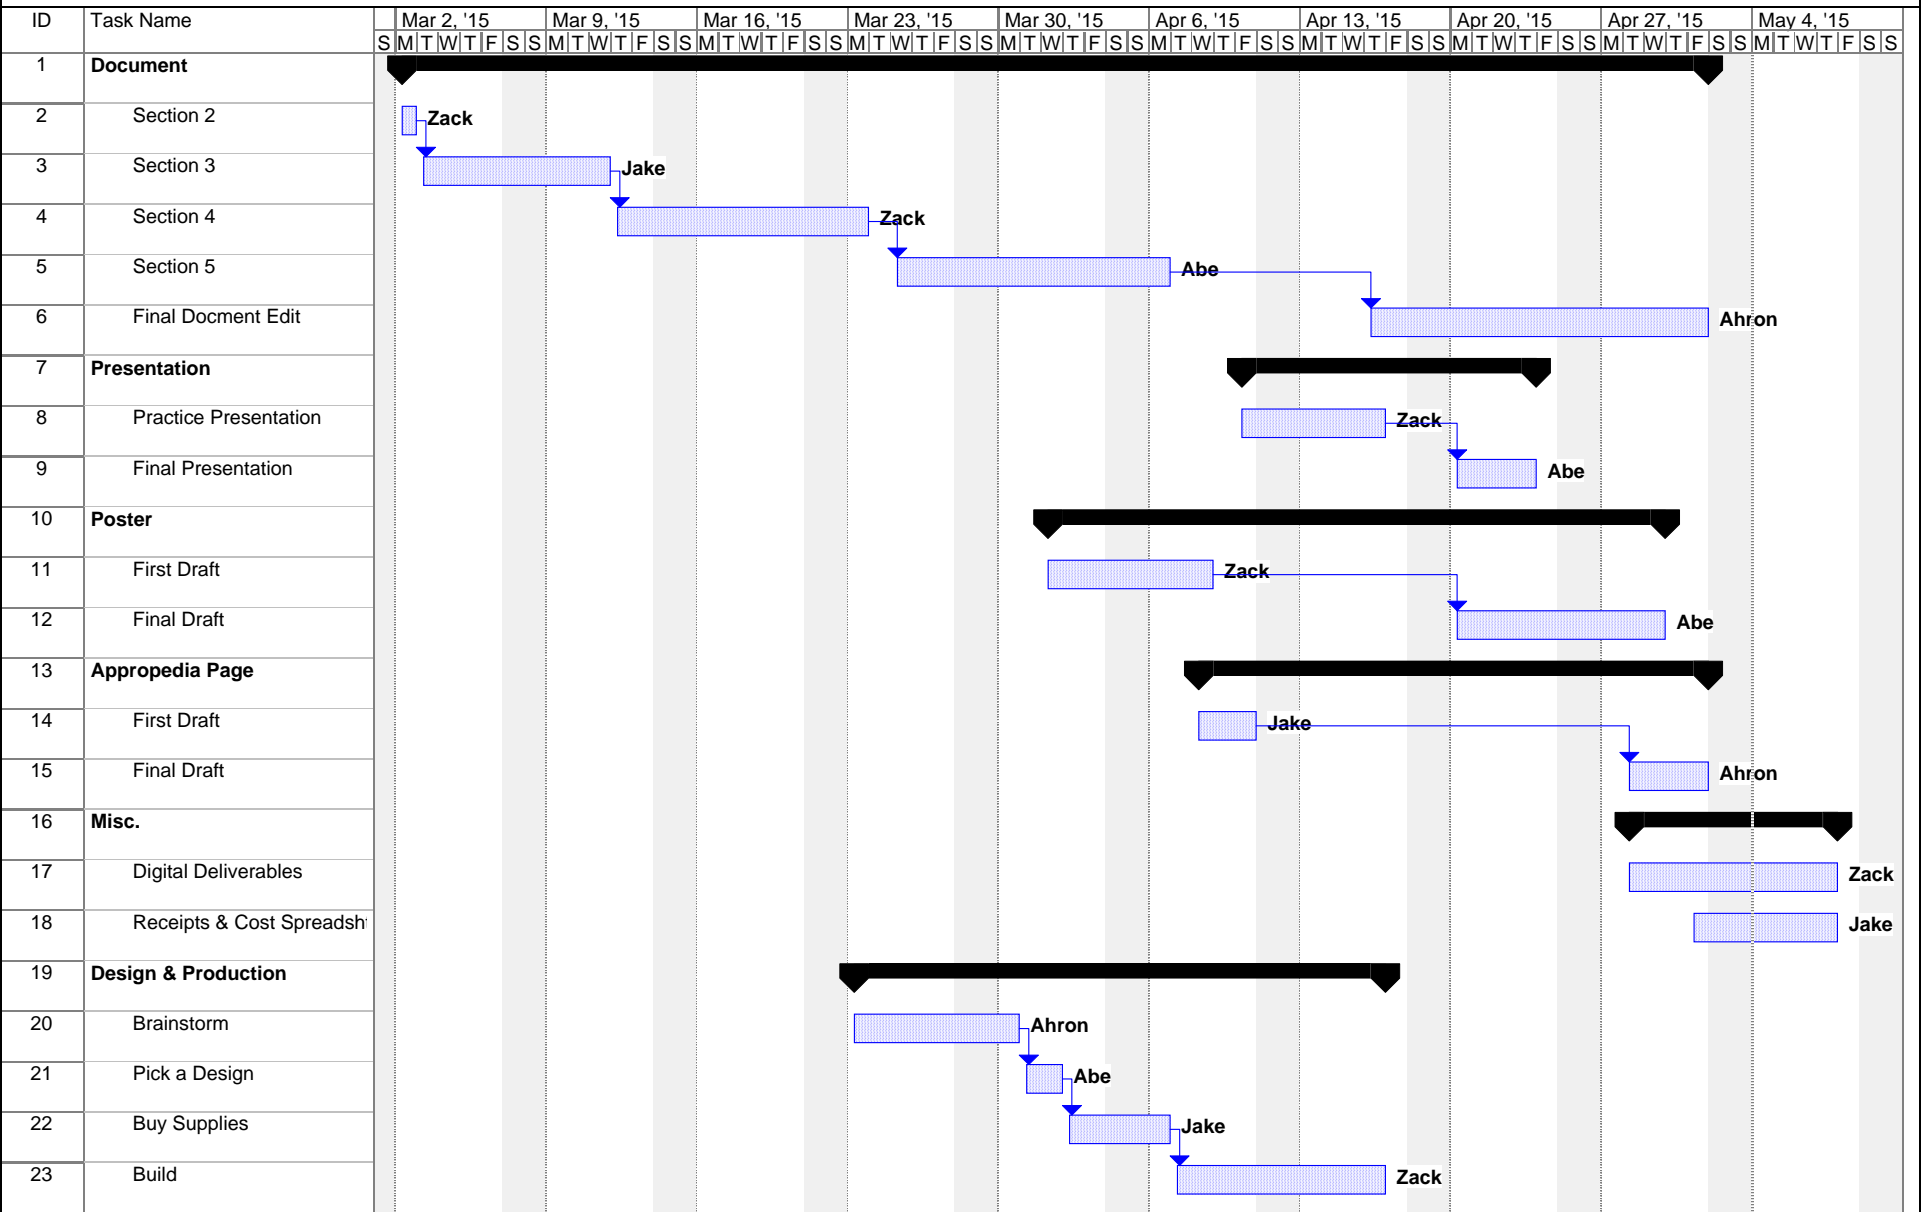 ID Task Name Mar 2, '15 Mar 9, '15 Mar 16, '15 Mar 23, '15 Mar 30, '15 Apr 6, '15 Apr 13, '15 Apr 20, '15 Apr 27, '15 May 4, '15
S M T W T F S S M T W T F S S M T W T F S S M T W T F S S M T W T F S S M T W T F S S M T W T F S S M T W T F S S M T W T F S S M T W T F S S
1 Document
2 Section 2 Zack
3 Section 3 Jake
4 Section 4 Zack
5 Section 5 Abe
6 Final Docment Edit Ahron
7 Presentation
8 Practice Presentation Zack
9 Final Presentation Abe
10 Poster
11 First Draft Zack
12 Final Draft Abe
13 Appropedia Page
14 First Draft Jake
15 Final Draft Ahron
16 Misc.
17 Digital Deliverables Zack
18 Receipts & Cost Spreadsh Jake
19 Design & Production
20 Brainstorm Ahron
21 Pick a Design Abe
22 Buy Supplies Jake
23 Build Zack